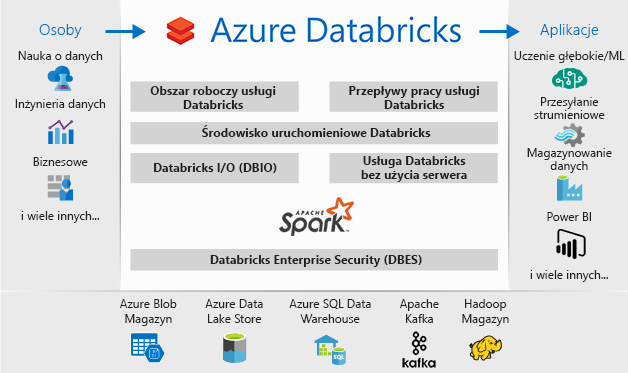 Osoby
Azure Databricks
Aplikacje
Nauka o danych
Inżynieria danych
Biznesowe
i wiele innych...
Obszar roboczy usługi
Databricks
Przepływy pracy usługi
Databricks
Środowisko uruchomieniowe Databricks
Databricks I/O (DBIO)
Usługa Databricks
bez użycia serwera
APACHE
Spark™
Databricks Enterprise Security (DBES)
Uczenie głębokie/ML
Przesyłanie
strumieniowe
Magazynowanie
danych
Power BI
i wiele innych...
Azure Blob
Magazyn
Azure Data
Lake Store
Azure SQL Data
Warehouse
SQL
Apache
Kafka
kafka
Hadoop
Magazyn